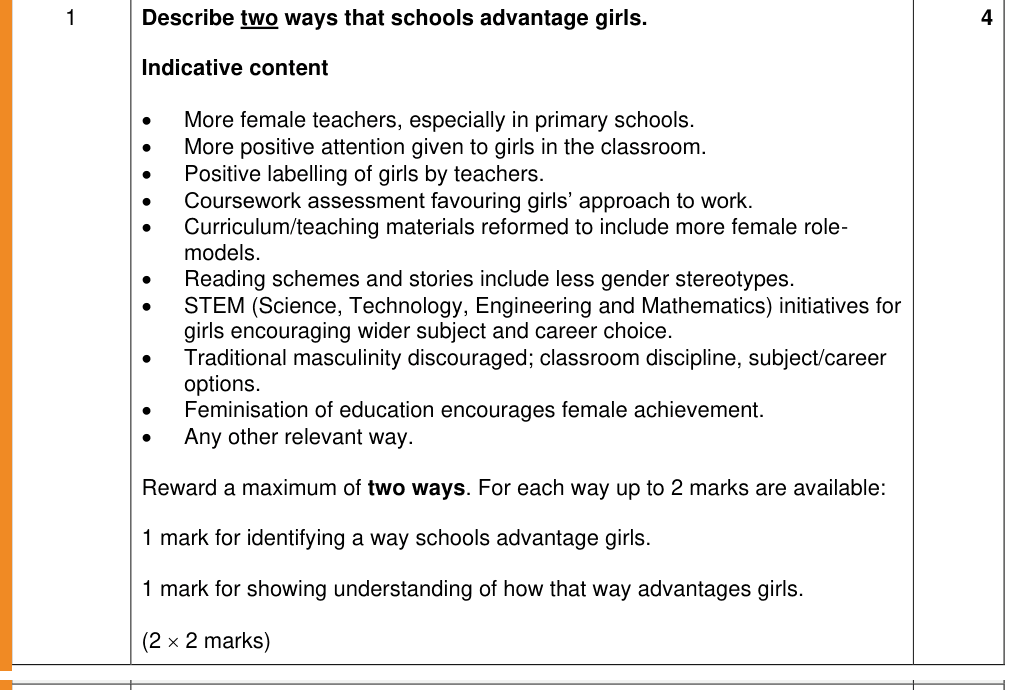 1 Describe two ways that schools advantage girls. 4
Indicative content
• More female teachers, especially in primary schools.
• More positive attention given to girls in the classroom.
• Positive labelling of girls by teachers.
• Coursework assessment favouring girls’ approach to work.
• Curriculum/teaching materials reformed to include more female role-
models.
• Reading schemes and stories include less gender stereotypes.
• STEM (Science, Technology, Engineering and Mathematics) initiatives for
girls encouraging wider subject and career choice.
• Traditional masculinity discouraged; classroom discipline, subject/career
options.
• Feminisation of education encourages female achievement.
• Any other relevant way.
Reward a maximum of two ways. For each way up to 2 marks are available:
1 mark for identifying a way schools advantage girls.
1 mark for showing understanding of how that way advantages girls.
(2 × 2 marks)